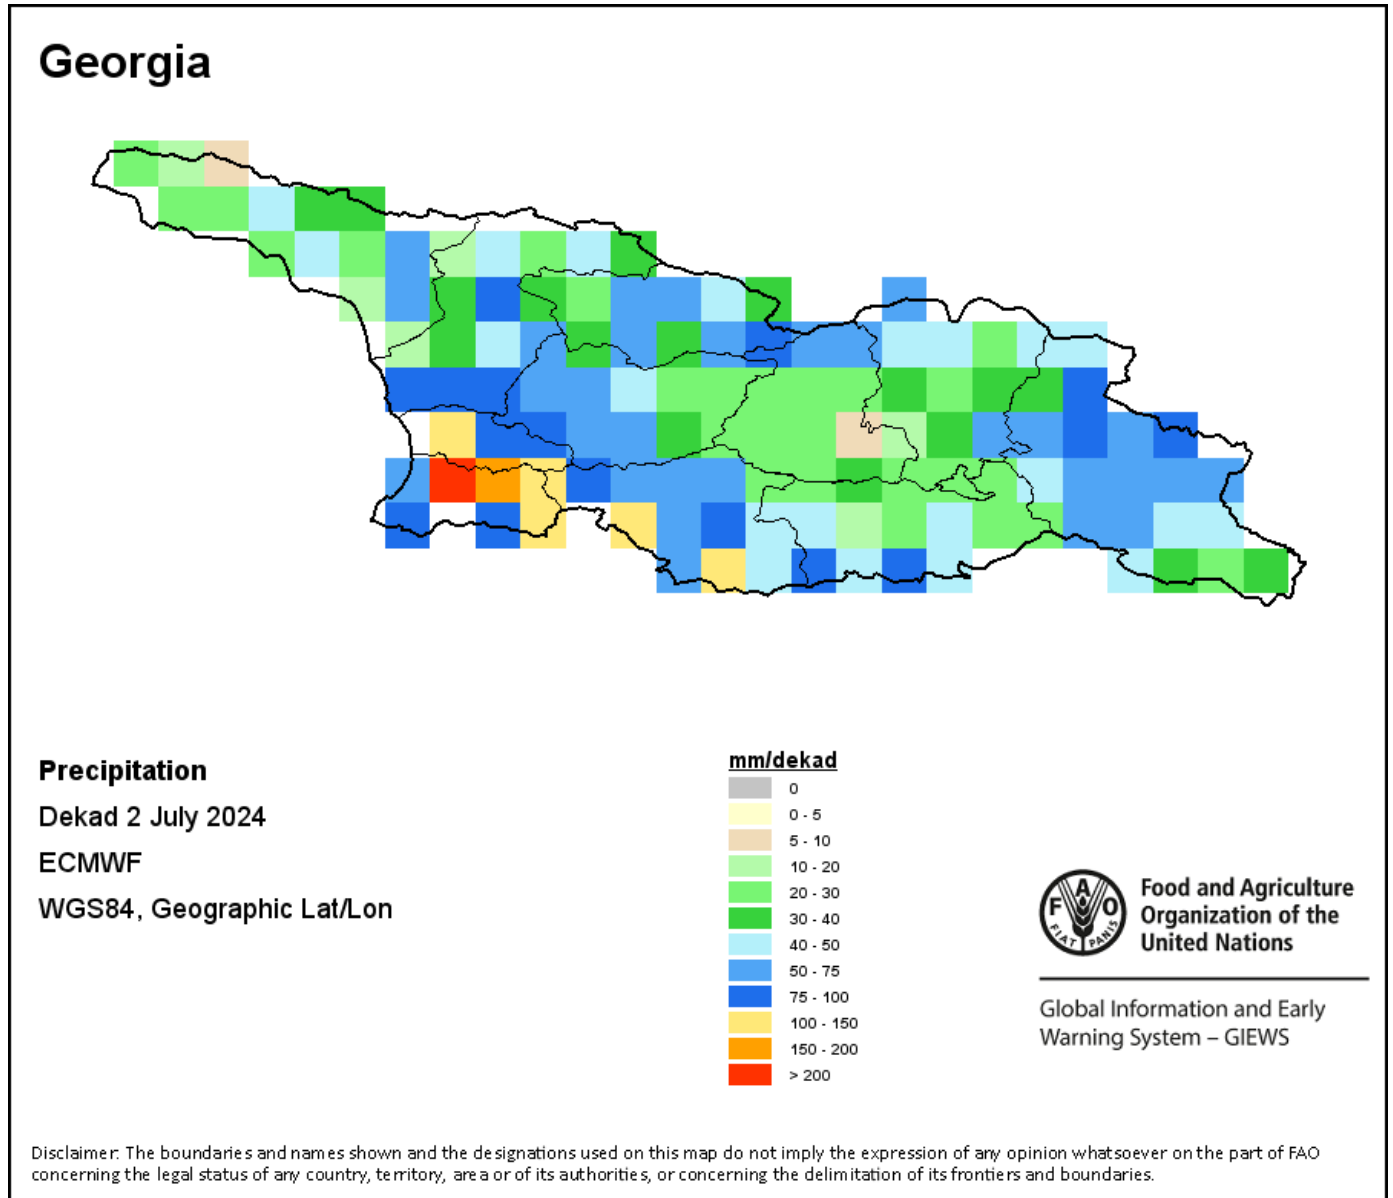 Georgia
Precipitation
Dekad 2 July 2024
ECMWF
WGS84, Geographic Lat/Lon
mm/dekad
0
0 - 5
5 - 10
10 - 20
20 - 30
30 - 40
40 - 50
50 - 75
75 - 100
100 - 150
150 - 200
> 200
F A O
FIAT PANIS
Food and Agriculture
Organization of the
United Nations
Global Information and Early
Warning System – GIEWS
Disclaimer: The boundaries and names shown and the designations used on this map do not imply the expression of any opinion whatsoever on the part of FAO
concerning the legal status of any country, territory, area or of its authorities, or concerning the delimitation of its frontiers and boundaries.